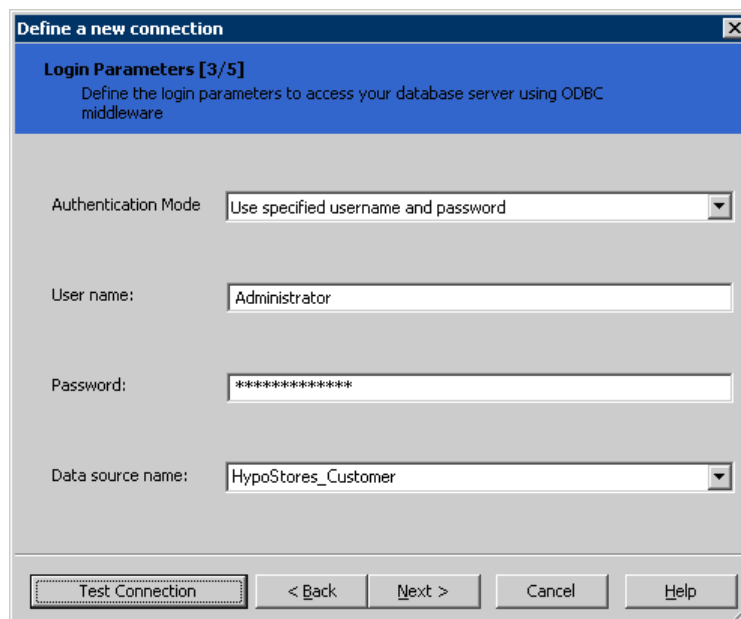 Define a new connection
Login Parameters [3/5]
Define the login parameters to access your database server using ODBC
middleware
Authentication Mode Use specified username and password
User name: Administrator
Password: *************
Data source name: HypoStores_Customer
Test Connection < Back Next > Cancel Help